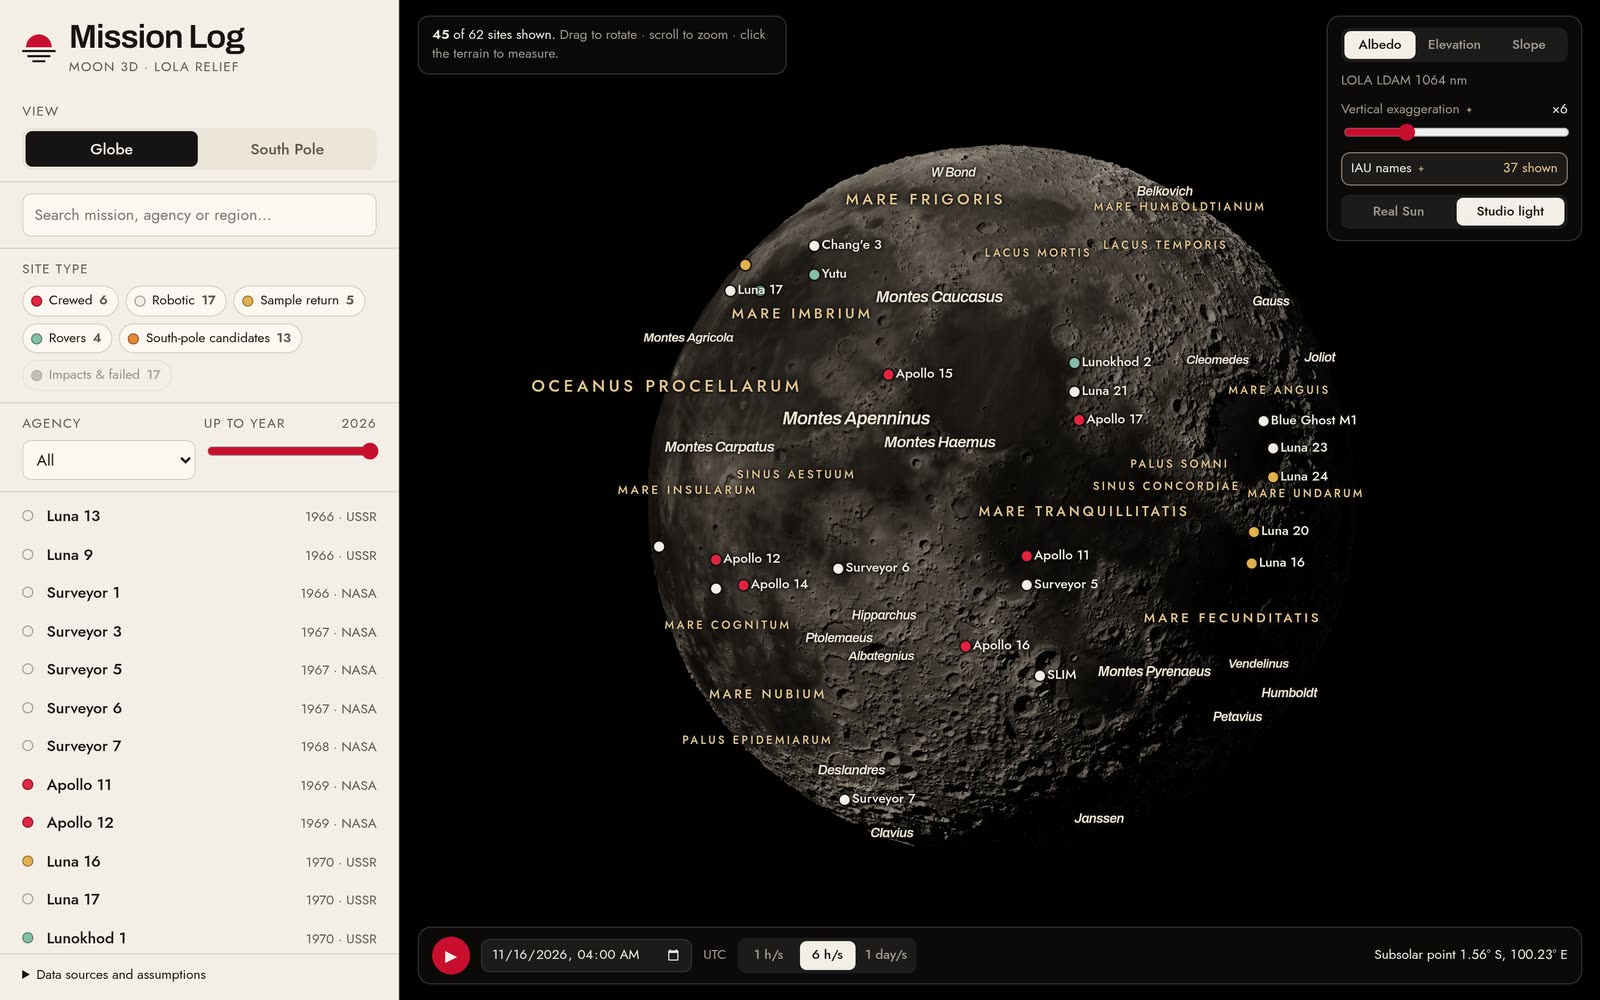 Mission Log
MOON 3D · LOLA RELIEF
VIEW
Globe
South Pole
Search mission, agency or region...
SITE TYPE
Crewed 6
Robotic 17
Sample return 5
Rovers 4
South-pole candidates 13
Impacts & failed 17
AGENCY
UP TO YEAR 2026
All
Luna 13 1966 · USSR
Luna 9 1966 · USSR
Surveyor 1 1966 · NASA
Surveyor 3 1967 · NASA
Surveyor 5 1967 · NASA
Surveyor 6 1967 · NASA
Surveyor 7 1968 · NASA
Apollo 11 1969 · NASA
Apollo 12 1969 · NASA
Luna 16 1970 · USSR
Luna 17 1970 · USSR
Lunokhod 1 1970 · USSR
Data sources and assumptions
45 of 62 sites shown. Drag to rotate · scroll to zoom · click
the terrain to measure.
Albedo
Elevation
Slope
LOLA LDAM 1064 nm
Vertical exaggeration ×6
IAU names 37 shown
Real Sun
Studio light
W Bond
MARE FRIGORIS
Belkovich
MARE HUMBOLDTIANUM
Chang'e 3
LACUS MORTIS
LACUS TEMPORIS
Yutu
Luna 17
Montes Caucasus
Gauss
MARE IMBRIUM
Montes Agricola
Lunokhod 2
Cleomedes
Joliot
Apollo 15
OCEANUS PROCELLARUM
Luna 21
MARE ANGUIS
Montes Apenninus
Apollo 17
Blue Ghost M1
Montes Carpatus
Montes Haemus
Luna 23
SINUS AESTUUM
PALUS SOMNI
Luna 24
MARE INSULARUM
SINUS CONCORDIAE
MARE UNDARUM
MARE TRANQUILLITATIS
Luna 20
Apollo 12
Surveyor 6
Apollo 11
Luna 16
Apollo 14
Surveyor 5
Hipparchus
MARE FECUNDITATIS
MARE COGNITUM
Ptolemaeus
Apollo 16
Albategnius
SLIM
Montes Pyrenaeus
Vendelinus
MARE NUBIUM
Humboldt
Petavius
PALUS EPIDEMIARUM
Deslandres
Surveyor 7
Janssen
Clavius
11/16/2026, 04:00 AM
UTC
1 h/s
6 h/s
1 day/s
Subsolar point 1.56° S, 100.23° E